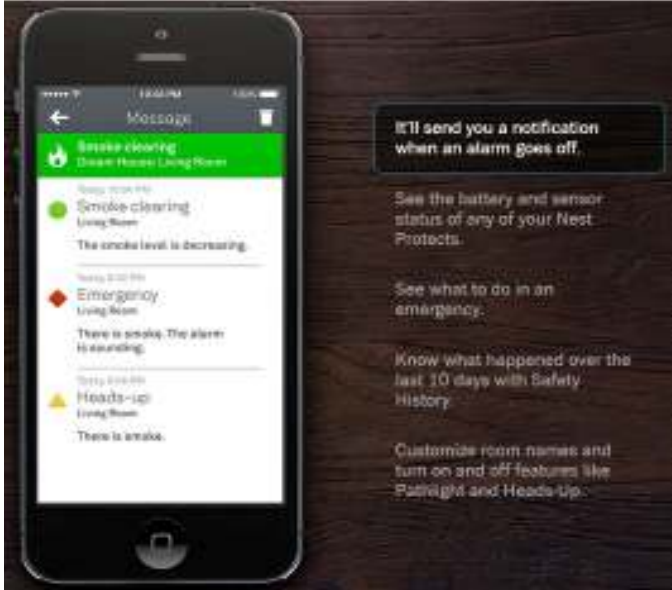 Message
Smoke clearing
Dream House: Living Room
Smoke clearing
Living Room
The smoke level is decreasing.
Emergency
Living Room
There is smoke. The alarm
is sounding.
Heads-up
Living Room
There is smoke.
It'll send you a notification
when an alarm goes off.
See the battery and sensor
status of any of your Nest
Protects.
See what to do in an
emergency.
Know what happened over the
last 10 days with Safety
History.
Customize room names and
turn on and off features like
Pathlight and Heads-Up.